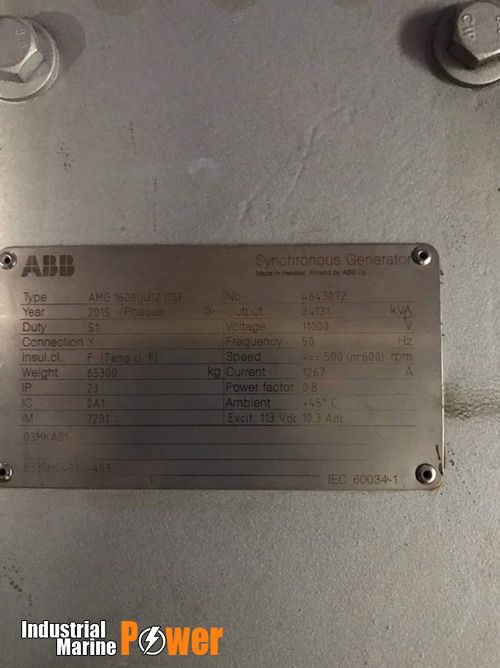 ABB
Synchronous Generator
Made in Helsinki, Finland by ABB Oy
Type AMG 1600UU12 DSE No 4643072
Year 2015 Phases 3~ Output 24131 kVA
Duty S1 Voltage 11000 V
Connection Y Frequency 50 Hz
Insul.cl. F (Temp.cl. F) Speed 500 (nr600) rpm
Weight 65300 kg Current 1267 A
IP 23 Power factor 0.8
IC 0A1 Ambient +45° C
IM 7201 Excit. 113 Vdc 10.3 Adc
03MKA01
-403
IEC 60034-1
Industrial
Marine Power